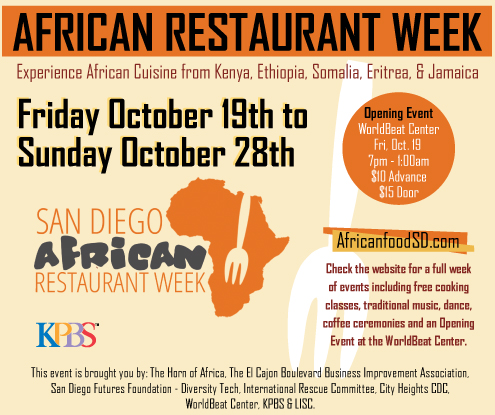 AFRICAN RESTAURANT WEEK
Experience African Cuisine from Kenya, Ethiopia, Somalia, Eritrea, & Jamaica
Friday October 19th to
Sunday October 28th
Opening Event
WorldBeat Center
Fri, Oct. 19
7pm - 1:00am
$10 Advance
$15 Door
SAN DIEGO
AFRICAN
RESTAURANT WEEK
AfricanfoodSD.com
Check the website for a full week
of events including free cooking
classes, traditional music, dance,
coffee ceremonies and an Opening
Event at the WorldBeat Center.
KPBS
This event is brought you by: The Horn of Africa, The El Cajon Boulevard Business Improvement Association,
San Diego Futures Foundation - Diversity Tech, International Rescue Committee, City Heights CDC,
WorldBeat Center, KPBS & LISC.